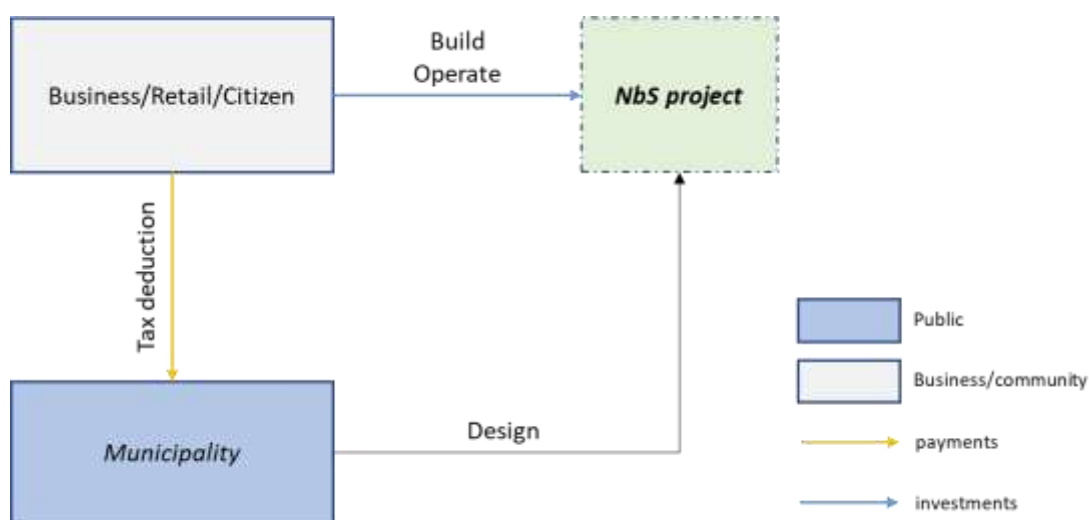 Build
Operate
Business/Retail/Citizen
NbS project
Tax deduction
Public
Business/community
Design
Municipality
payments
investments